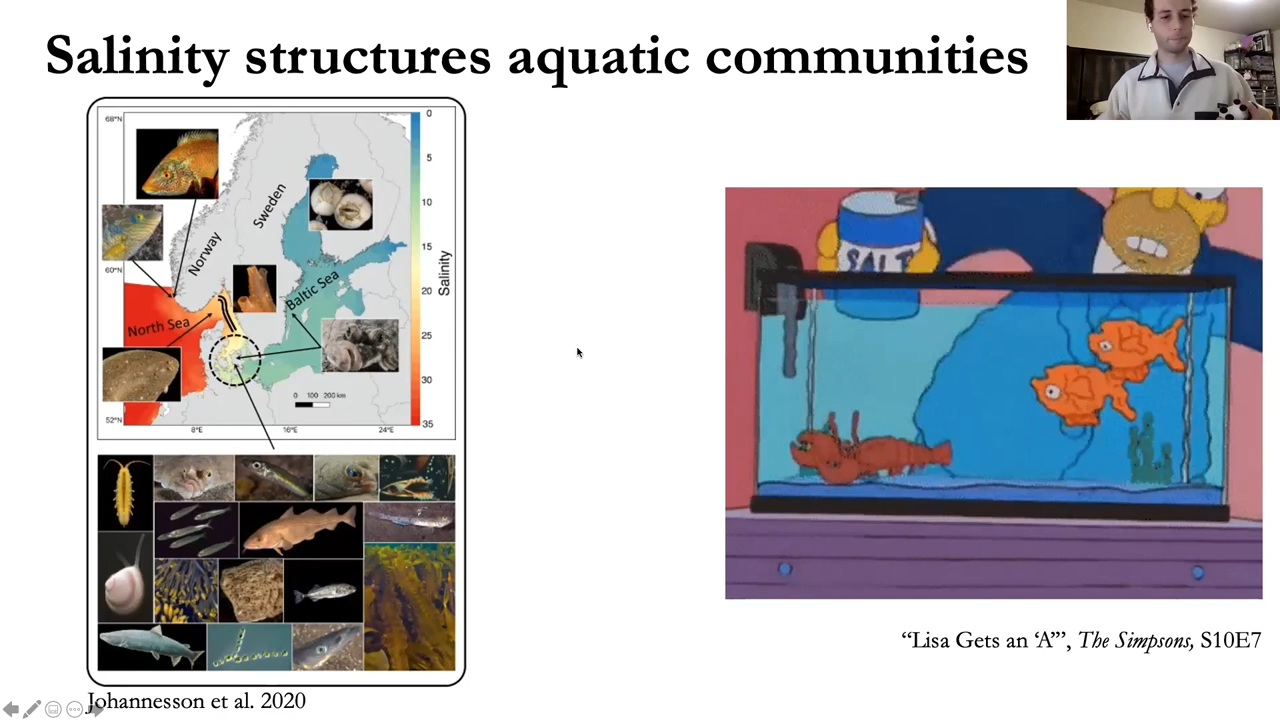 Salinity structures aquatic communities
68°N
60°N
52°N
8°E
16°E
24°E
Norway
Sweden
North Sea
Baltic Sea
0 100 200 km
0
5
10
15
20
25
30
35
Salinity
SALT
“Lisa Gets an ‘A’”, The Simpsons, S10E7
Johannesson et al. 2020